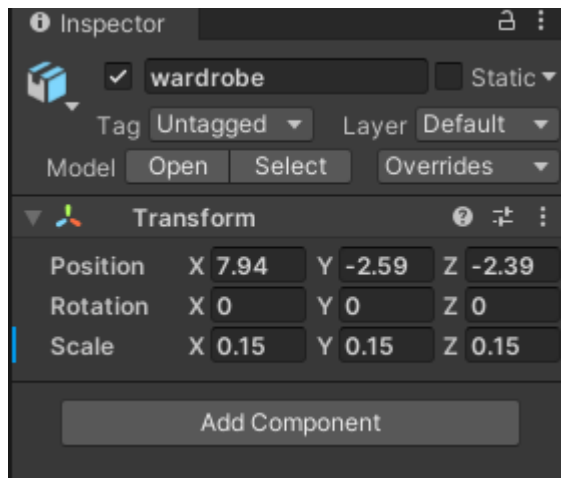 Inspector
wardrobe Static
Tag Untagged Layer Default
Model Open Select Overrides
Transform
Position X 7.94 Y -2.59 Z -2.39
Rotation X 0 Y 0 Z 0
Scale X 0.15 Y 0.15 Z 0.15
Add Component